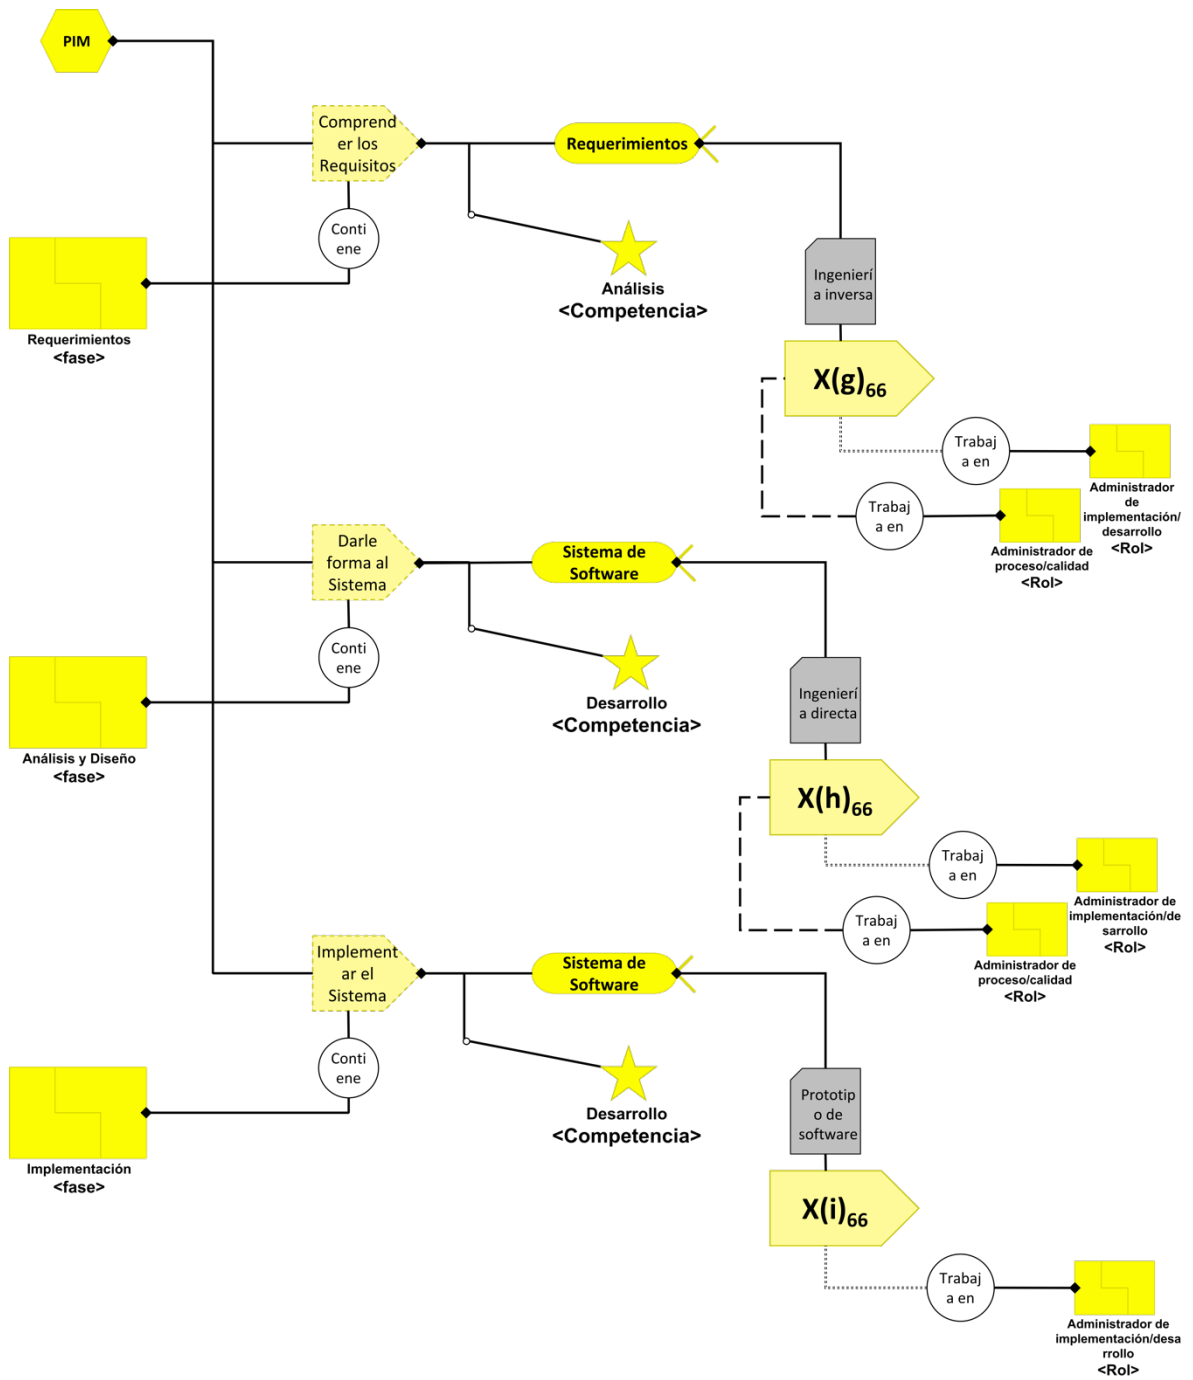 PIM
Comprend
er los
Requisitos
Requerimientos
Conti
ene
Análisis
<Competencia>
Requerimientos
<fase>
Ingenierí
a inversa
X(g)66
Trabaj
a en
Administrador
de
implementación/
desarrollo
<Rol>
Trabaj
a en
Administrador de
proceso/calidad
<Rol>
Darle
forma al
Sistema
Sistema de
Software
Conti
ene
Desarrollo
<Competencia>
Análisis y Diseño
<fase>
Ingenierí
a directa
X(h)66
Trabaj
a en
Administrador de
implementación/de
sarrollo
<Rol>
Trabaj
a en
Administrador de
proceso/calidad
<Rol>
Implement
ar el
Sistema
Sistema de
Software
Conti
ene
Desarrollo
<Competencia>
Implementación
<fase>
Prototip
o de
software
X(i)66
Trabaj
a en
Administrador de
implementación/desa
rrollo
<Rol>